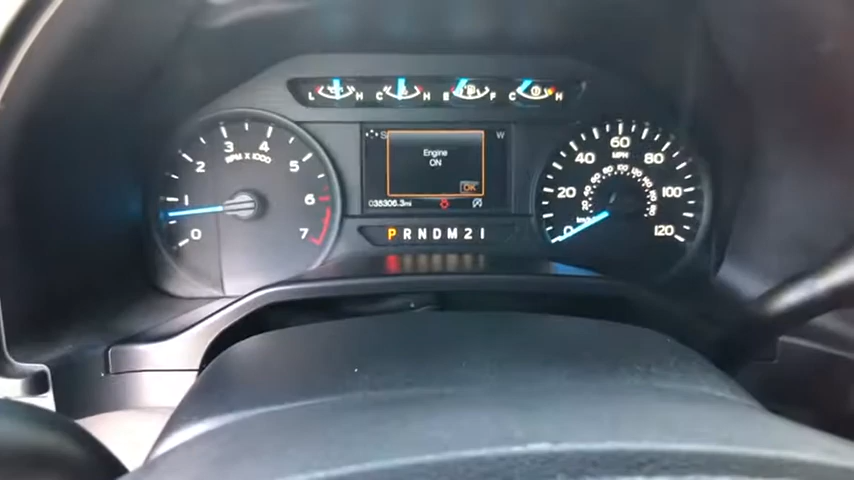 L H C H E F C H
S W
Engine
ON
OK
038306.3mi
P R N D M 2 1
0 1 2 3 4 5 6 7
RPM X 1000
0 20 40 60 80 100 120
MPH
km/h